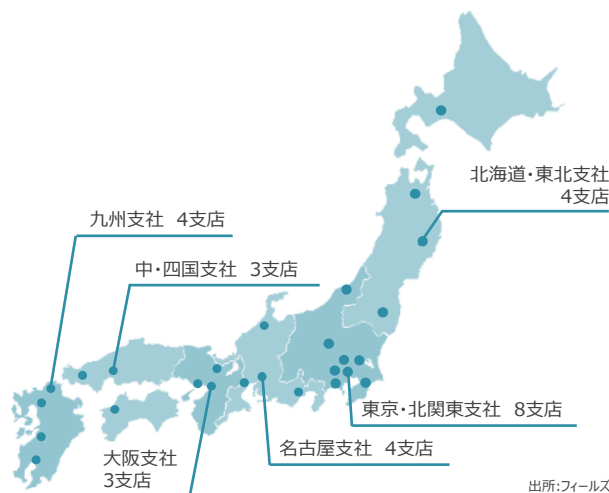 北海道・東北支社
4支店
九州支社 4支店
中・四国支社 3支店
東京・北関東支社 8支店
名古屋支社 4支店
大阪支社
3支店
出所:フィールズ